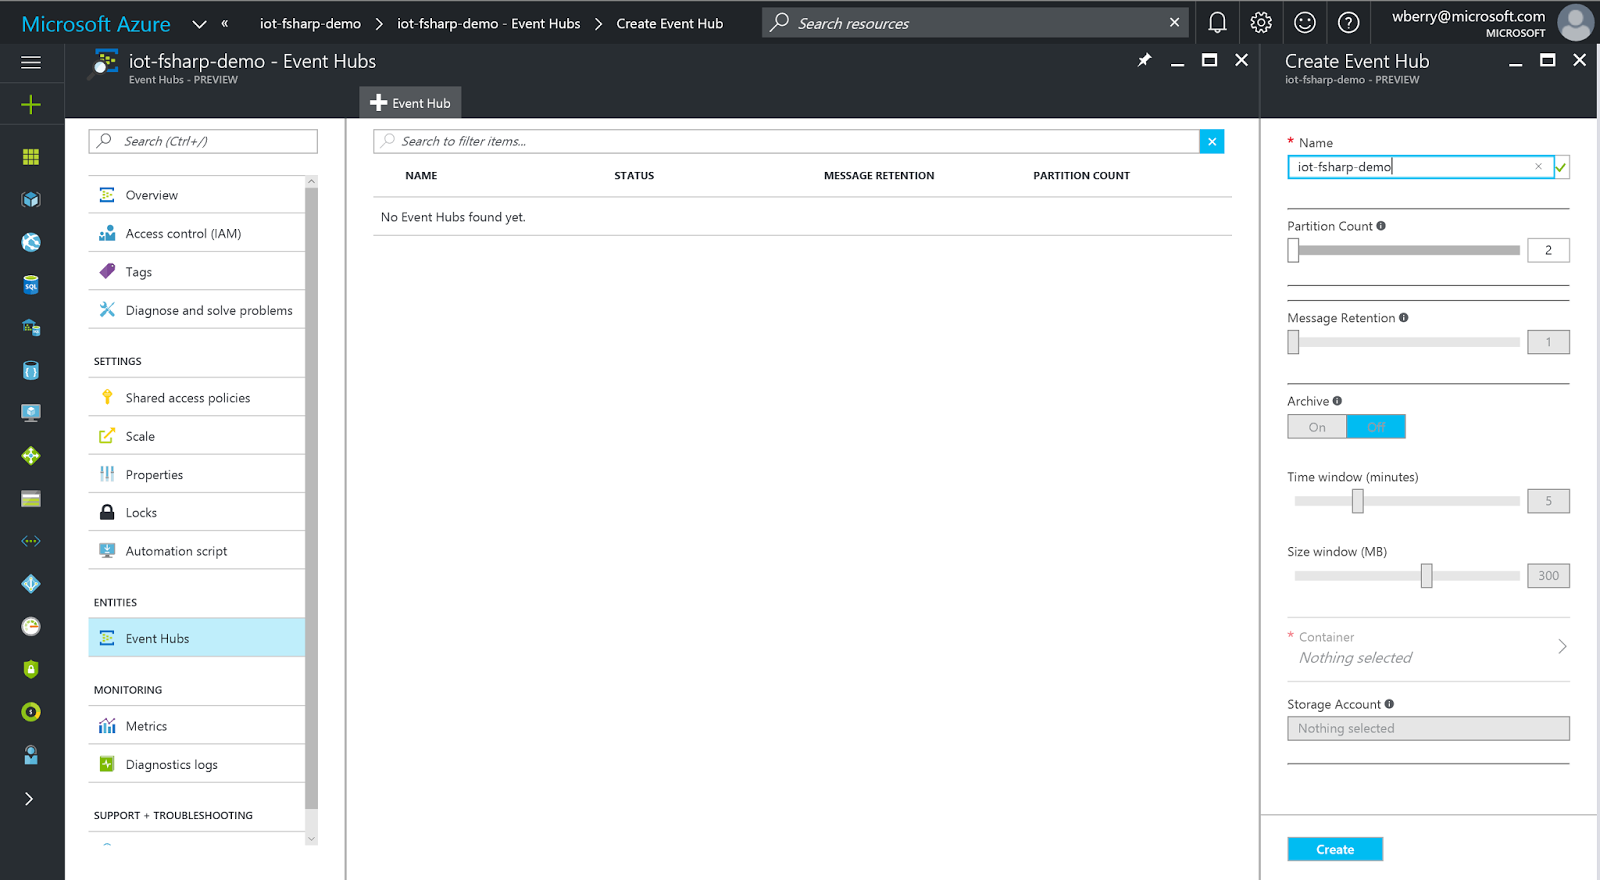 Microsoft Azure
«
iot-fsharp-demo
iot-fsharp-demo - Event Hubs
Create Event Hub
Search resources
wberry@microsoft.com
MICROSOFT
iot-fsharp-demo - Event Hubs
Event Hubs - PREVIEW
Event Hub
Search (Ctrl+/)
Overview
Access control (IAM)
Tags
Diagnose and solve problems
SETTINGS
Shared access policies
Scale
Properties
Locks
Automation script
ENTITIES
Event Hubs
MONITORING
Metrics
Diagnostics logs
SUPPORT + TROUBLESHOOTING
Search to filter items...
NAME STATUS MESSAGE RETENTION PARTITION COUNT
No Event Hubs found yet.
Create Event Hub
iot-fsharp-demo - PREVIEW
* Name
iot-fsharp-demo
Partition Count
2
Message Retention
1
Archive
On Off
Time window (minutes)
5
Size window (MB)
300
* Container
Nothing selected
Storage Account
Nothing selected
Create
SQL